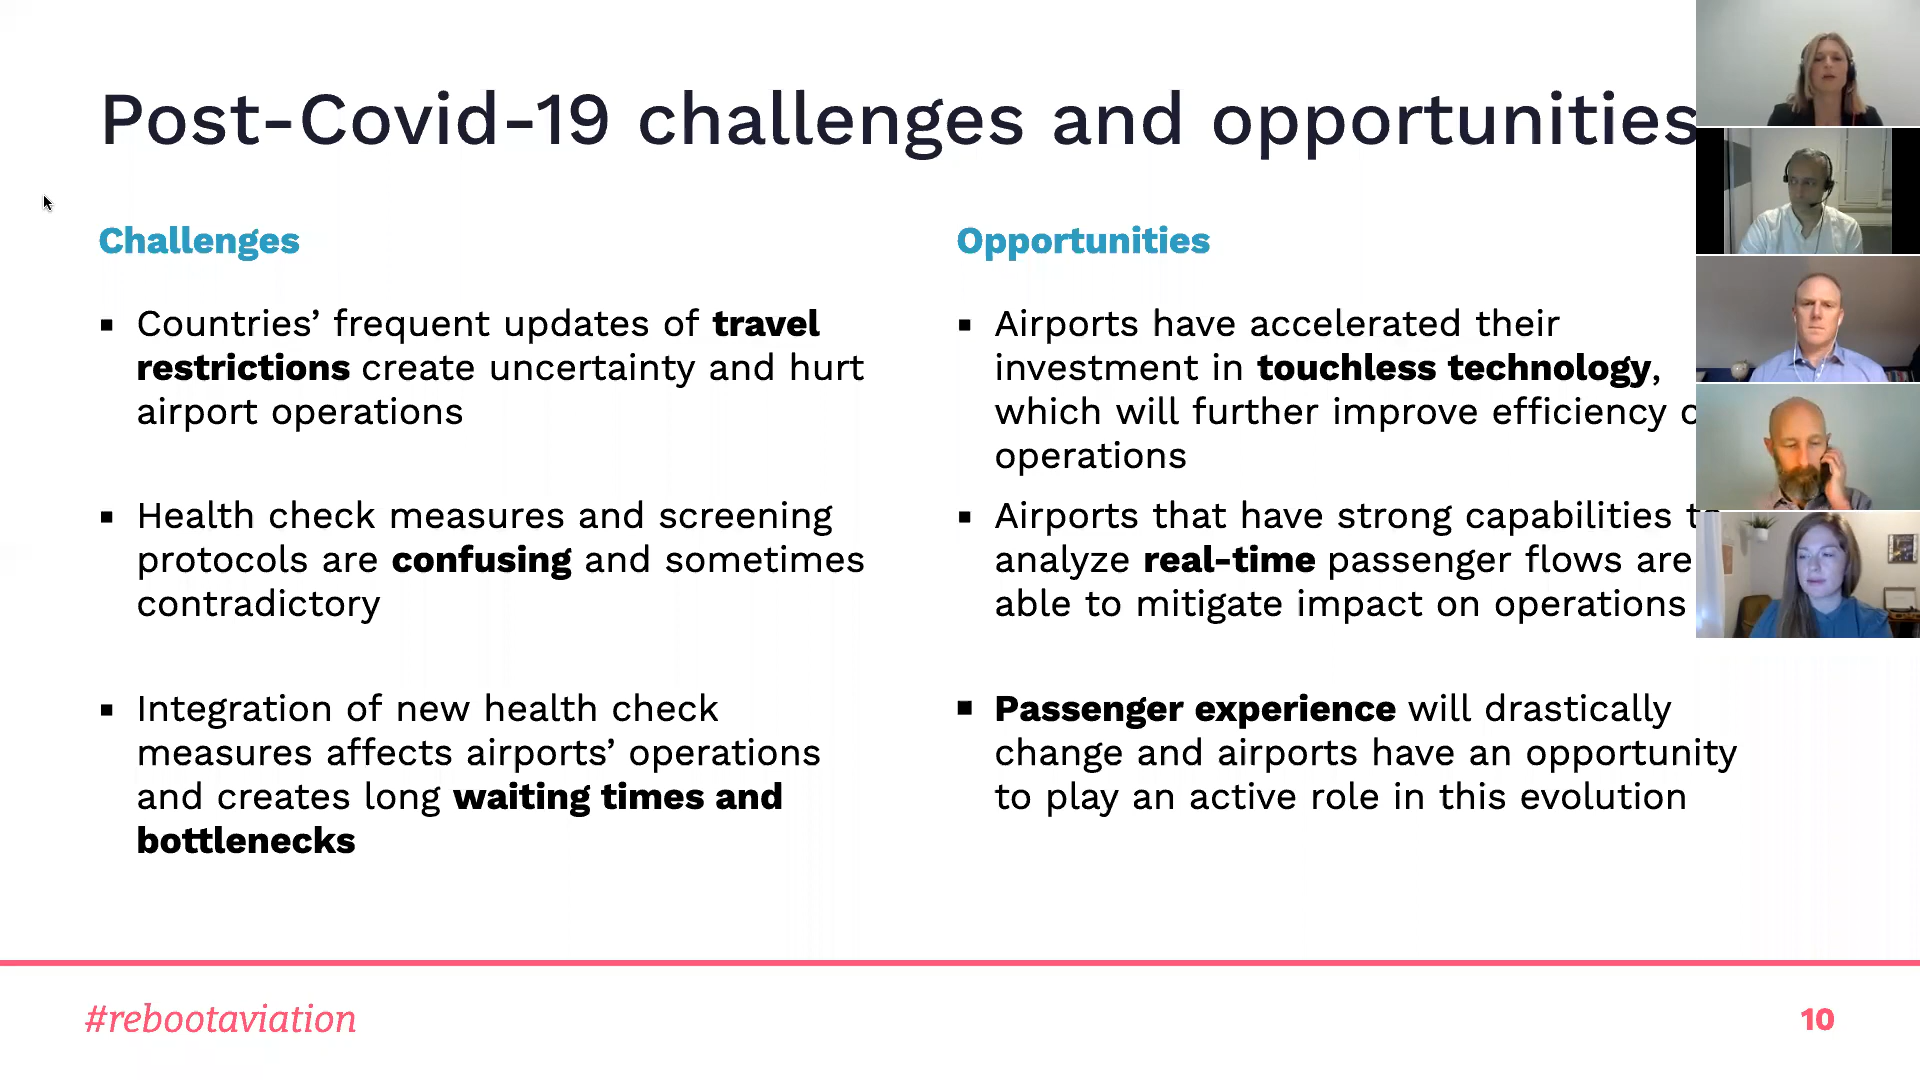 Post-Covid-19 challenges and opportunities
Challenges
▪ Countries’ frequent updates of travel
restrictions create uncertainty and hurt
airport operations
▪ Health check measures and screening
protocols are confusing and sometimes
contradictory
▪ Integration of new health check
measures affects airports’ operations
and creates long waiting times and
bottlenecks
Opportunities
▪ Airports have accelerated their
investment in touchless technology,
which will further improve efficiency
operations
▪ Airports that have strong capabilities to
analyze real-time passenger flows are
able to mitigate impact on operations
▪ Passenger experience will drastically
change and airports have an opportunity
to play an active role in this evolution
#rebootaviation
10